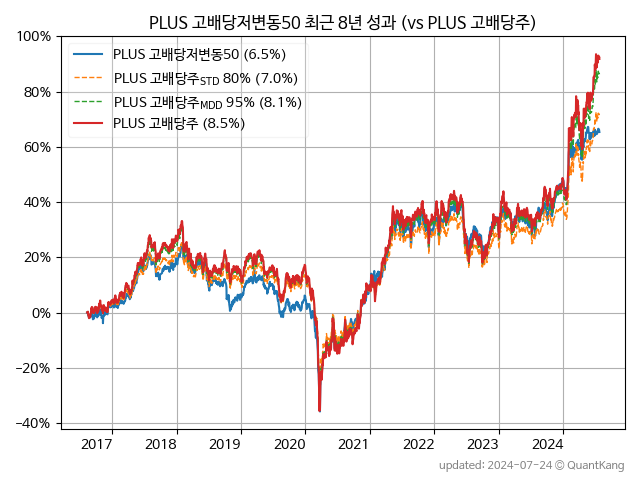 PLUS 고배당저변동50 최근 8년 성과 (vs PLUS 고배당주)
100%
80%
60%
40%
20%
0%
−20%
−40%
PLUS 고배당저변동50 (6.5%)
PLUS 고배당주STD 80% (7.0%)
PLUS 고배당주MDD 95% (8.1%)
PLUS 고배당주 (8.5%)
2017 2018 2019 2020 2021 2022 2023 2024
updated: 2024-07-24 © QuantKang